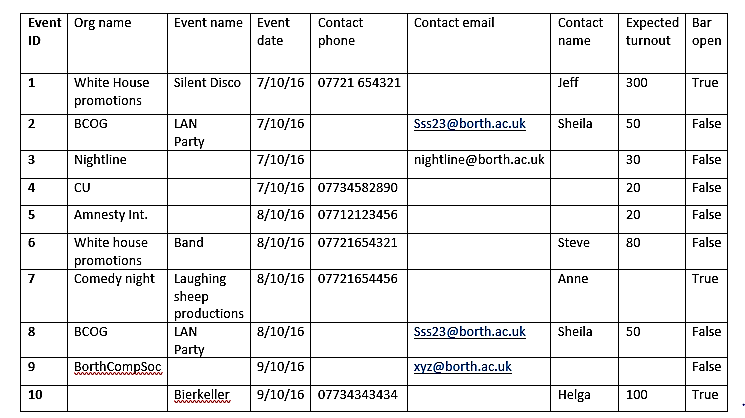 Event ID Org name Event name Event date Contact phone Contact email Contact name Expected turnout Bar open
1 White House promotions Silent Disco 7/10/16 07721 654321 Jeff 300 True
2 BCOG LAN Party 7/10/16 Sss23@borth.ac.uk Sheila 50 False
3 Nightline 7/10/16 nightline@borth.ac.uk 30 False
4 CU 7/10/16 07734582890 20 False
5 Amnesty Int. 8/10/16 07712123456 20 False
6 White house promotions Band 8/10/16 07721654321 Steve 80 False
7 Comedy night Laughing sheep productions 8/10/16 07721654456 Anne True
8 BCOG LAN Party 8/10/16 Sss23@borth.ac.uk Sheila 50 False
9 BorthCompSoc 9/10/16 xyz@borth.ac.uk False
10 Bierkeller 9/10/16 07734343434 Helga 100 True